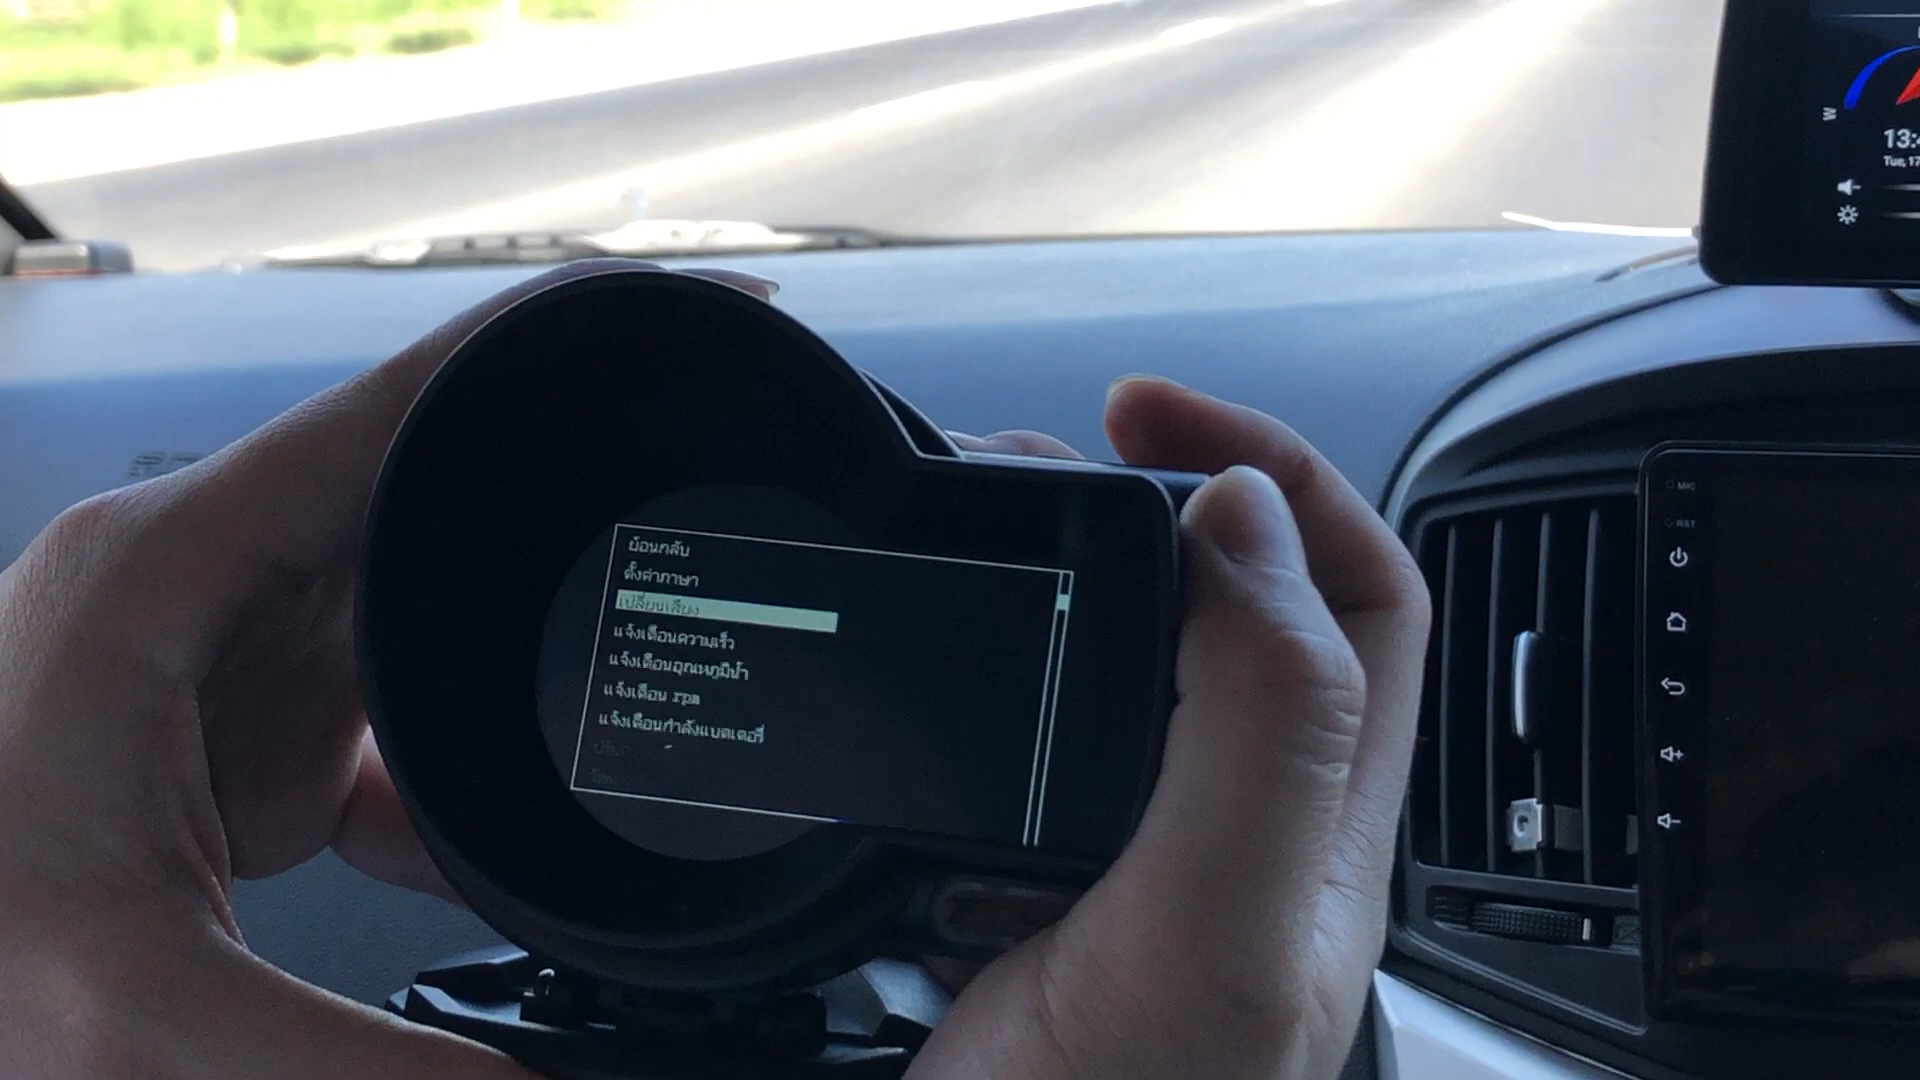 ย้อนกลับ
ตั้งค่าภาษา
เปลี่ยนเสียง
แจ้งเตือนความเร็ว
แจ้งเตือนอุณหภูมิน้ำ
แจ้งเตือน rpm
แจ้งเตือนกำลังแบตเตอรี่
W
Tue, 17
MIC
RST